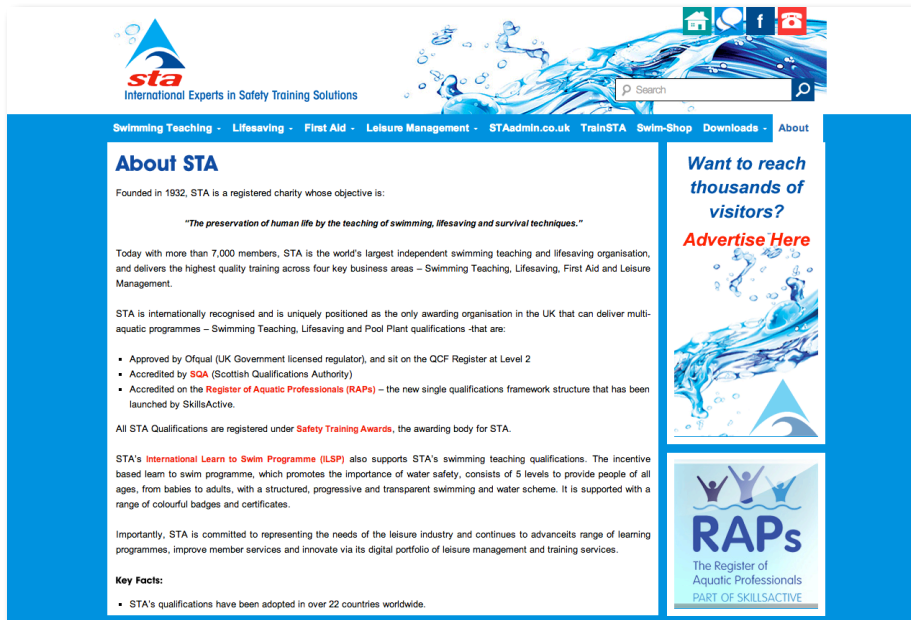 sta
International Experts in Safety Training Solutions
f
Search
Swimming Teaching Lifesaving First Aid Leisure Management STAadmin.co.uk TrainSTA Swim-Shop Downloads About
About STA
Founded in 1932, STA is a registered charity whose objective is:
"The preservation of human life by the teaching of swimming, lifesaving and survival techniques."
Today with more than 7,000 members, STA is the world's largest independent swimming teaching and lifesaving organisation,
and delivers the highest quality training across four key business areas – Swimming Teaching, Lifesaving, First Aid and Leisure
Management.
STA is internationally recognised and is uniquely positioned as the only awarding organisation in the UK that can deliver multi-
aquatic programmes – Swimming Teaching, Lifesaving and Pool Plant qualifications -that are:
▪ Approved by Ofqual (UK Government licensed regulator), and sit on the QCF Register at Level 2
▪ Accredited by SQA (Scottish Qualifications Authority)
▪ Accredited on the Register of Aquatic Professionals (RAPs) – the new single qualifications framework structure that has been
launched by SkillsActive.
All STA Qualifications are registered under Safety Training Awards, the awarding body for STA.
STA's International Learn to Swim Programme (ILSP) also supports STA's swimming teaching qualifications. The incentive
based learn to swim programme, which promotes the importance of water safety, consists of 5 levels to provide people of all
ages, from babies to adults, with a structured, progressive and transparent swimming and water scheme. It is supported with a
range of colourful badges and certificates.
Importantly, STA is committed to representing the needs of the leisure industry and continues to advanceits range of learning
programmes, improve member services and innovate via its digital portfolio of leisure management and training services.
Key Facts:
▪ STA's qualifications have been adopted in over 22 countries worldwide.
Want to reach
thousands of
visitors?
Advertise Here
RAPs
The Register of
Aquatic Professionals
PART OF SKILLSACTIVE